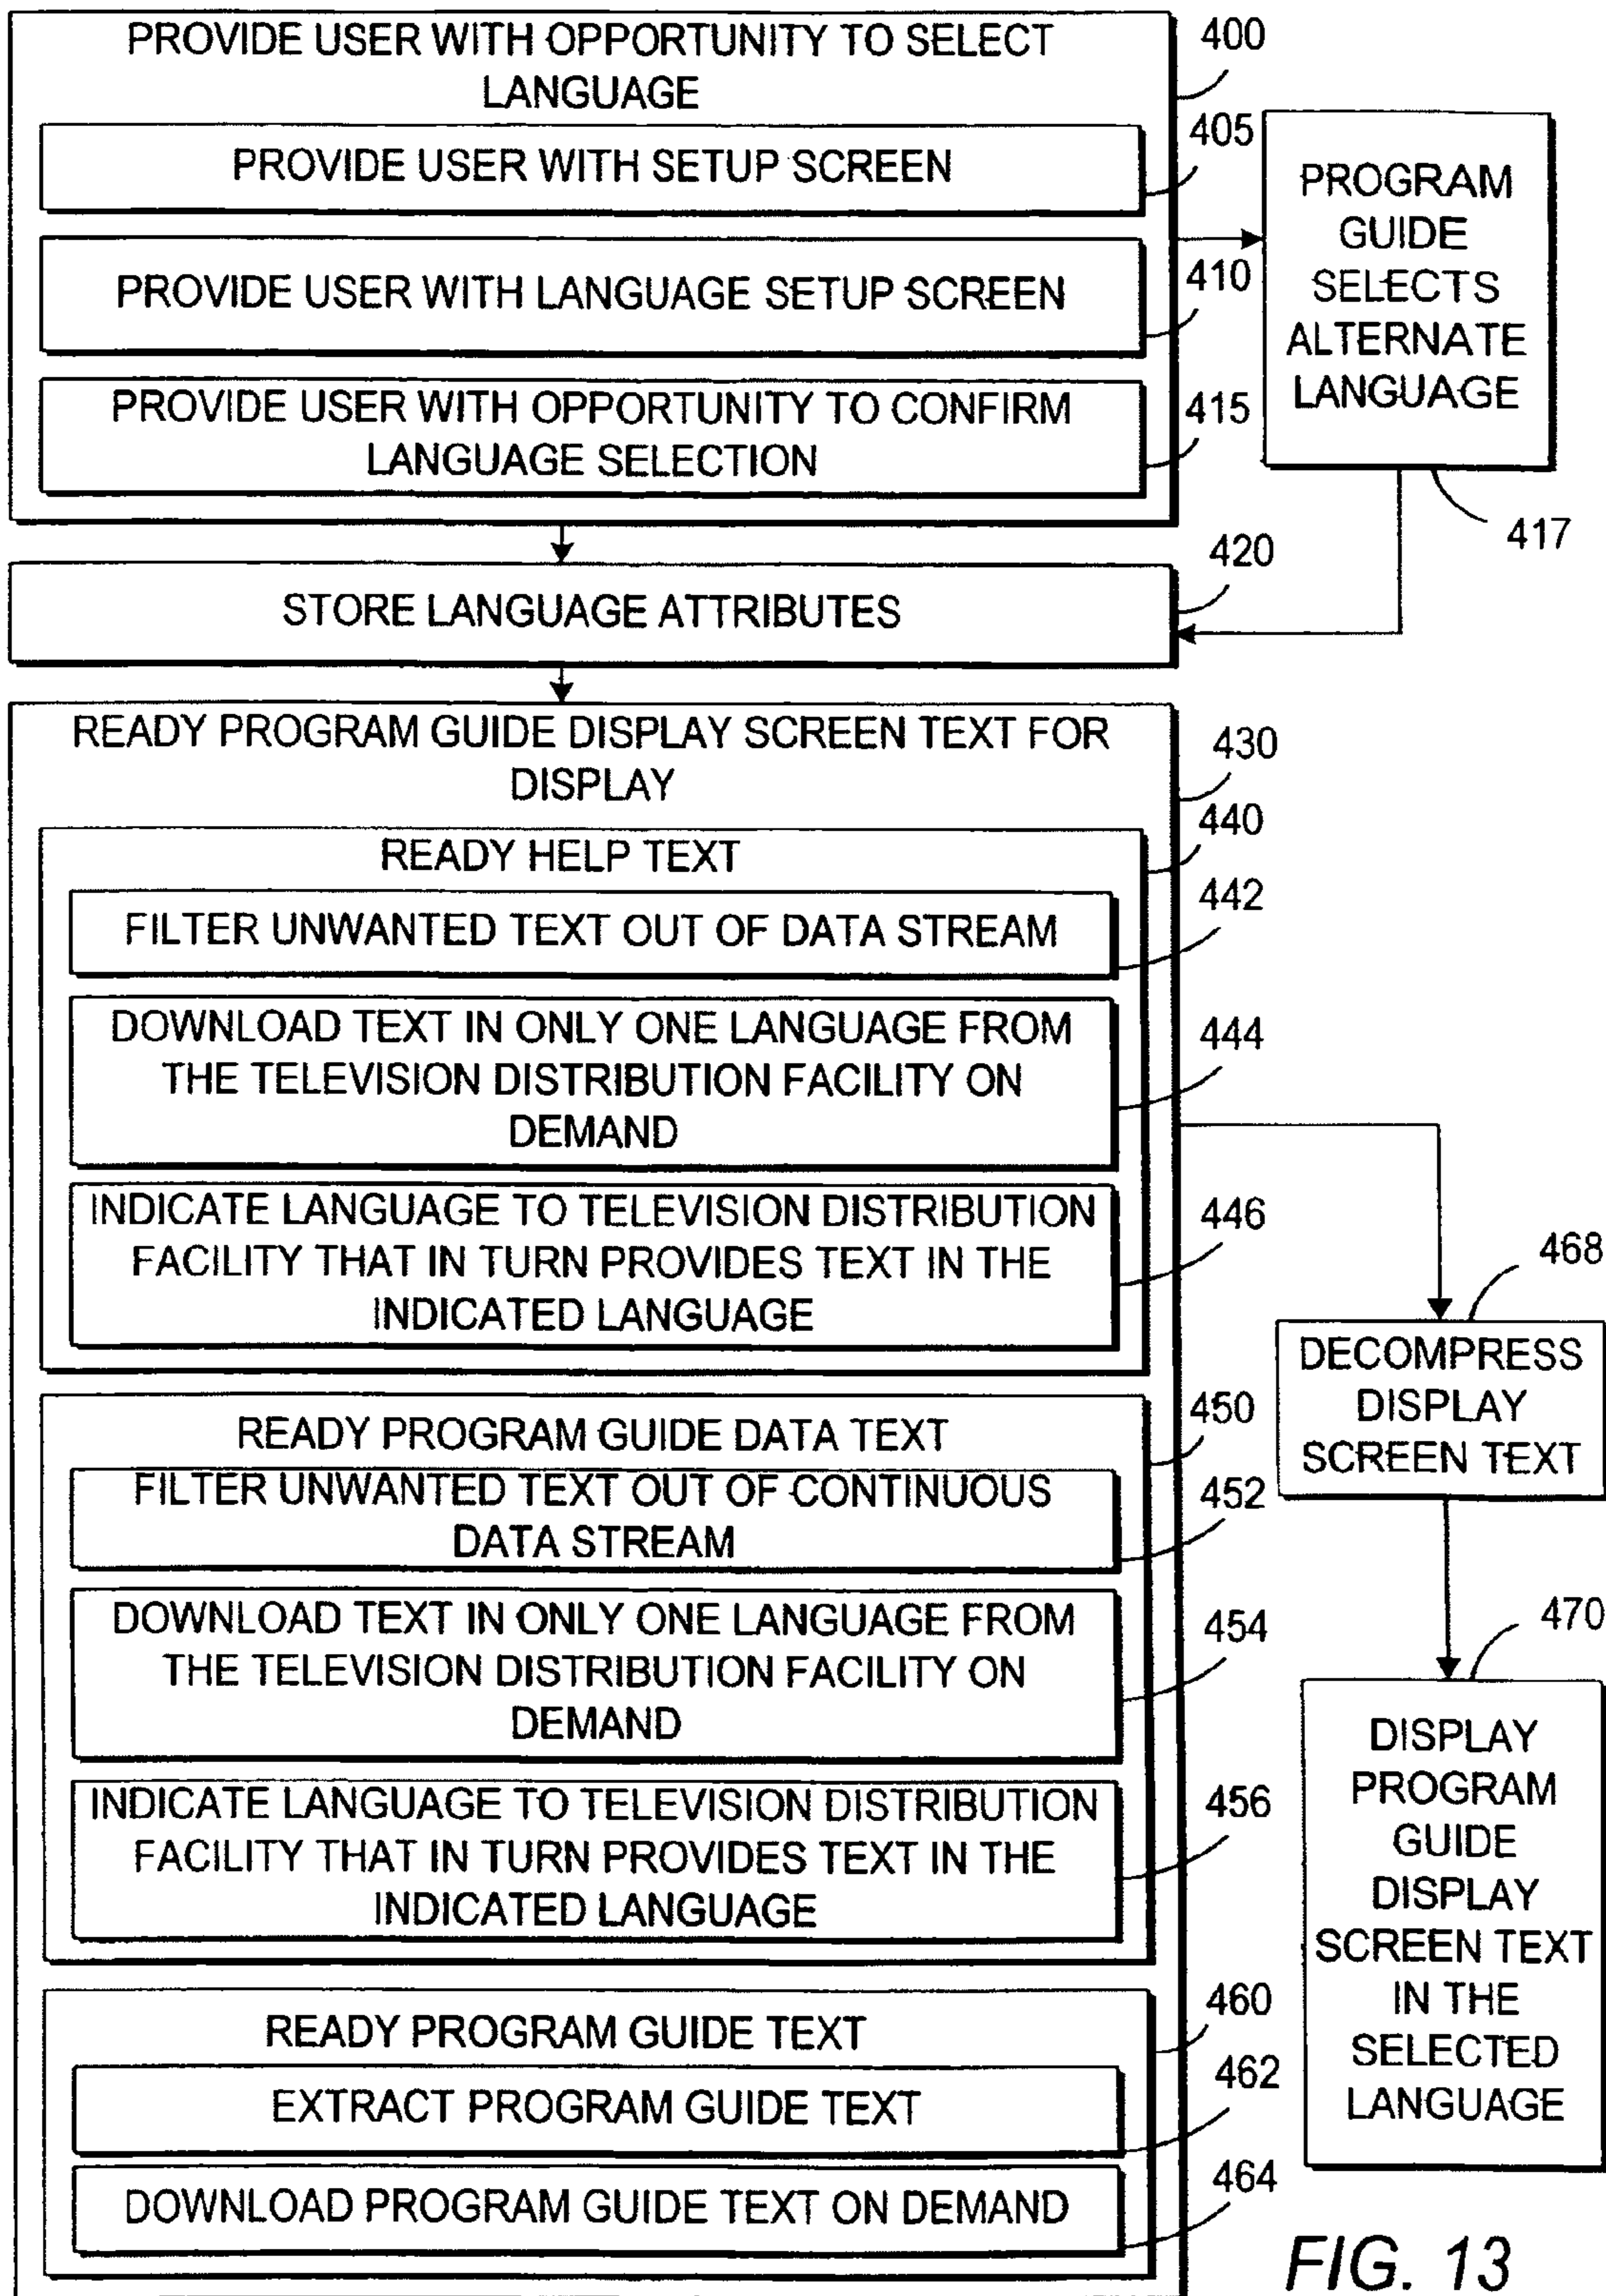 PROVIDE USER WITH OPPORTUNITY TO SELECT
LANGUAGE
400
PROVIDE USER WITH SETUP SCREEN
405
PROVIDE USER WITH LANGUAGE SETUP SCREEN
410
PROVIDE USER WITH OPPORTUNITY TO CONFIRM
LANGUAGE SELECTION
415
PROGRAM
GUIDE
SELECTS
ALTERNATE
LANGUAGE
417
STORE LANGUAGE ATTRIBUTES
420
READY PROGRAM GUIDE DISPLAY SCREEN TEXT FOR
DISPLAY
430
READY HELP TEXT
440
FILTER UNWANTED TEXT OUT OF DATA STREAM
442
DOWNLOAD TEXT IN ONLY ONE LANGUAGE FROM
THE TELEVISION DISTRIBUTION FACILITY ON
DEMAND
444
INDICATE LANGUAGE TO TELEVISION DISTRIBUTION
FACILITY THAT IN TURN PROVIDES TEXT IN THE
INDICATED LANGUAGE
446
READY PROGRAM GUIDE DATA TEXT
450
FILTER UNWANTED TEXT OUT OF CONTINUOUS
DATA STREAM
452
DOWNLOAD TEXT IN ONLY ONE LANGUAGE FROM
THE TELEVISION DISTRIBUTION FACILITY ON
DEMAND
454
INDICATE LANGUAGE TO TELEVISION DISTRIBUTION
FACILITY THAT IN TURN PROVIDES TEXT IN THE
INDICATED LANGUAGE
456
READY PROGRAM GUIDE TEXT
460
EXTRACT PROGRAM GUIDE TEXT
462
DOWNLOAD PROGRAM GUIDE TEXT ON DEMAND
464
468
DECOMPRESS
DISPLAY
SCREEN TEXT
470
DISPLAY
PROGRAM
GUIDE
DISPLAY
SCREEN TEXT
IN THE
SELECTED
LANGUAGE
FIG. 13